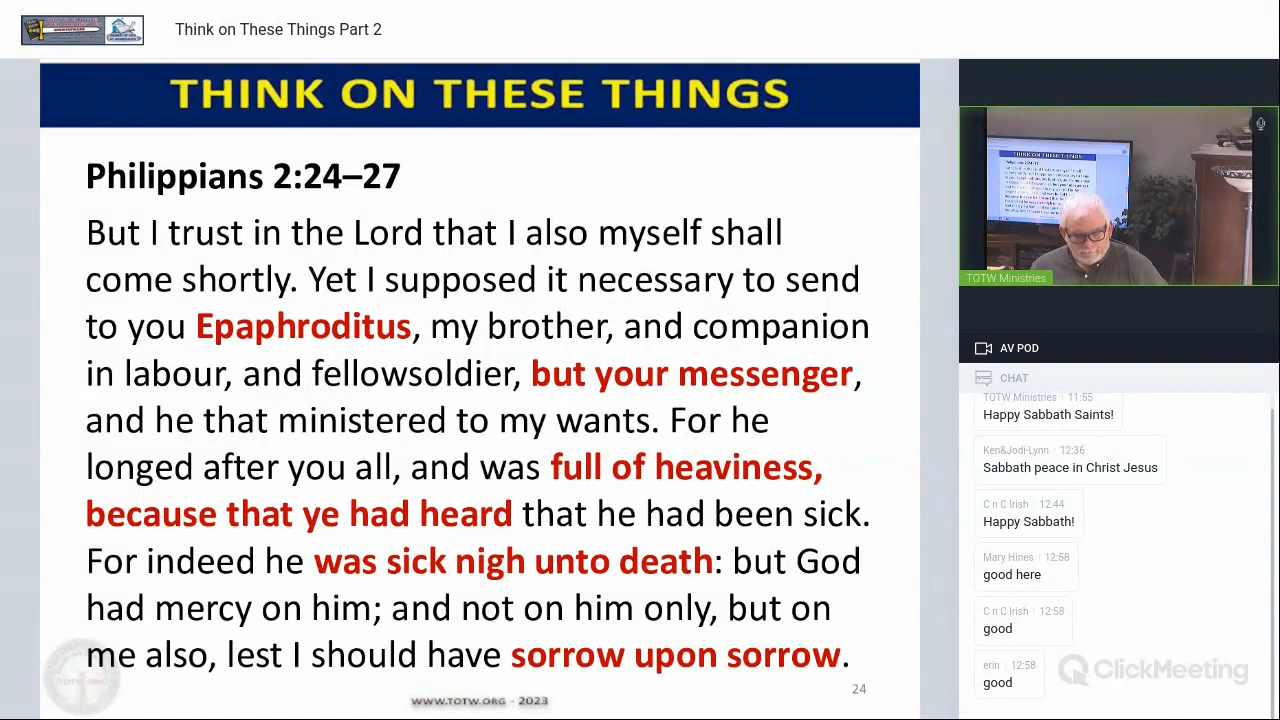 Think on These Things Part 2
THINK ON THESE THINGS
Philippians 2:24–27
But I trust in the Lord that I also myself shall
come shortly. Yet I supposed it necessary to send
to you Epaphroditus, my brother, and companion
in labour, and fellowsoldier, but your messenger,
and he that ministered to my wants. For he
longed after you all, and was full of heaviness,
because that ye had heard that he had been sick.
For indeed he was sick nigh unto death: but God
had mercy on him; and not on him only, but on
me also, lest I should have sorrow upon sorrow.
24
WWW.TOTW.ORG - 2023
THINK ON THESE THINGS
TOTW Ministries
AV POD
CHAT
TOTW Ministries 11:55
Happy Sabbath Saints!
Ken&Jodi-Lynn 12:36
Sabbath peace in Christ Jesus
C n C Irish 12:44
Happy Sabbath!
Mary Hines 12:58
good here
C n C Irish 12:58
good
erin 12:58
good
ClickMeeting